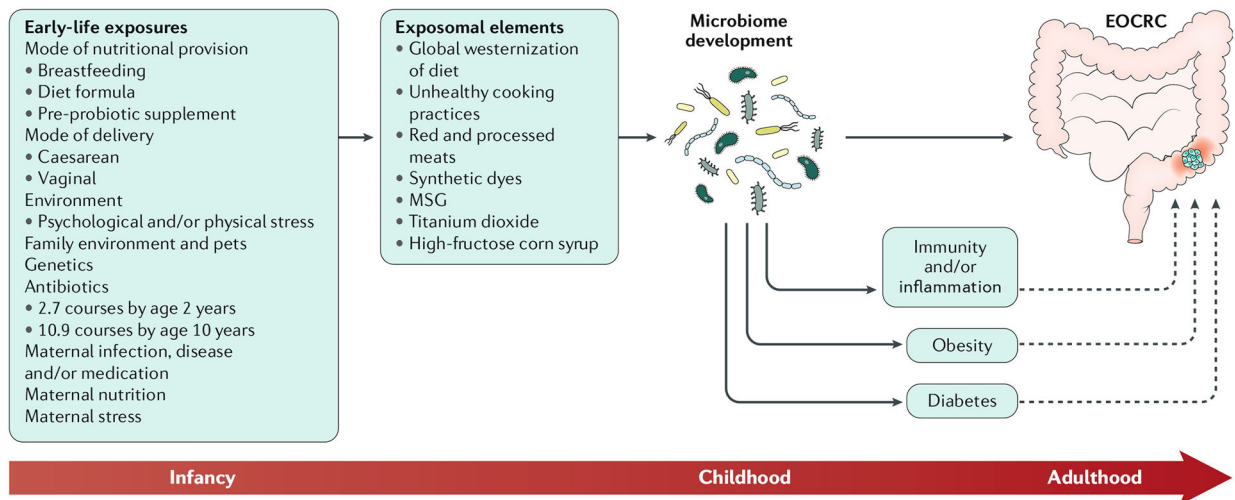 Early-life exposures
Mode of nutritional provision
• Breastfeeding
• Diet formula
• Pre-probiotic supplement
Mode of delivery
• Caesarean
• Vaginal
Environment
• Psychological and/or physical stress
Family environment and pets
Genetics
Antibiotics
• 2.7 courses by age 2 years
• 10.9 courses by age 10 years
Maternal infection, disease
and/or medication
Maternal nutrition
Maternal stress
Exposomal elements
• Global westernization
of diet
• Unhealthy cooking
practices
• Red and processed
meats
• Synthetic dyes
• MSG
• Titanium dioxide
• High-fructose corn syrup
Microbiome
development
EOCRC
Immunity
and/or
inflammation
Obesity
Diabetes
Infancy
Childhood
Adulthood